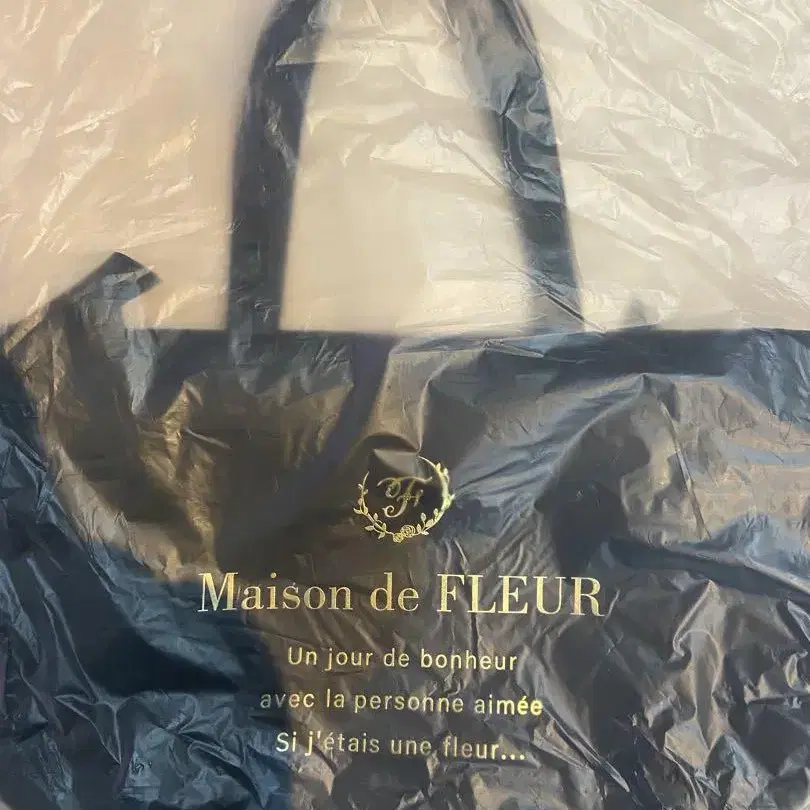 F
Maison de FLEUR
Un jour de bonheur
avec la personne aimée
Si j'étais une fleur...